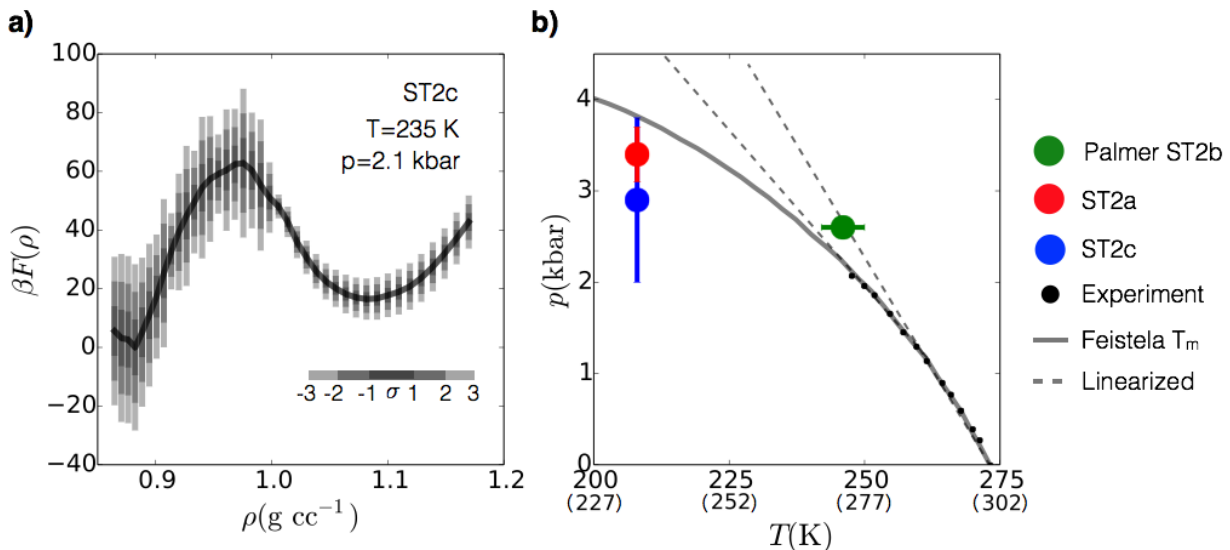 a)
100
80
60
40
20
0
−20
−40
βF(ρ)
0.9 1.0 1.1 1.2
ρ(g cc⁻¹)
ST2c
T=235 K
p=2.1 kbar
-3 -2 -1 σ 1 2 3
b)
4
3
2
1
0
p(kbar)
200 225 250 275
(227) (252) (277) (302)
T(K)
Palmer ST2b
ST2a
ST2c
Experiment
Feistela Tₘ
Linearized